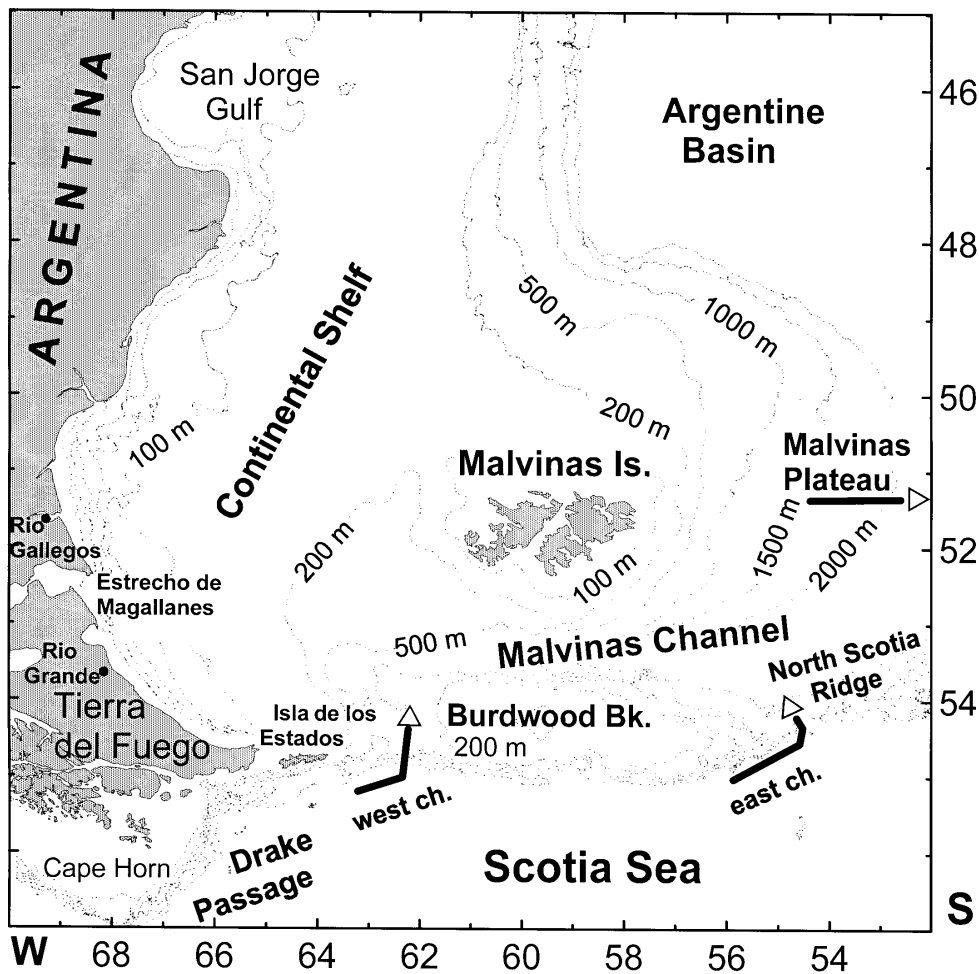 San Jorge
Gulf
ARGENTINA
Argentine
Basin
46
48
500 m
1000 m
Continental Shelf
100 m
200 m
50
Malvinas Is.
Malvinas
Plateau
Rio
Gallegos
200 m
1500 m
2000 m
52
Estrecho de
Magallanes
100 m
500 m
Malvinas Channel
Rio
Grande
North Scotia
Ridge
Tierra
del Fuego
Isla de los
Estados
Burdwood Bk.
200 m
54
west ch.
east ch.
Drake
Passage
Cape Horn
Scotia Sea
S
W
68
66
64
62
60
58
56
54